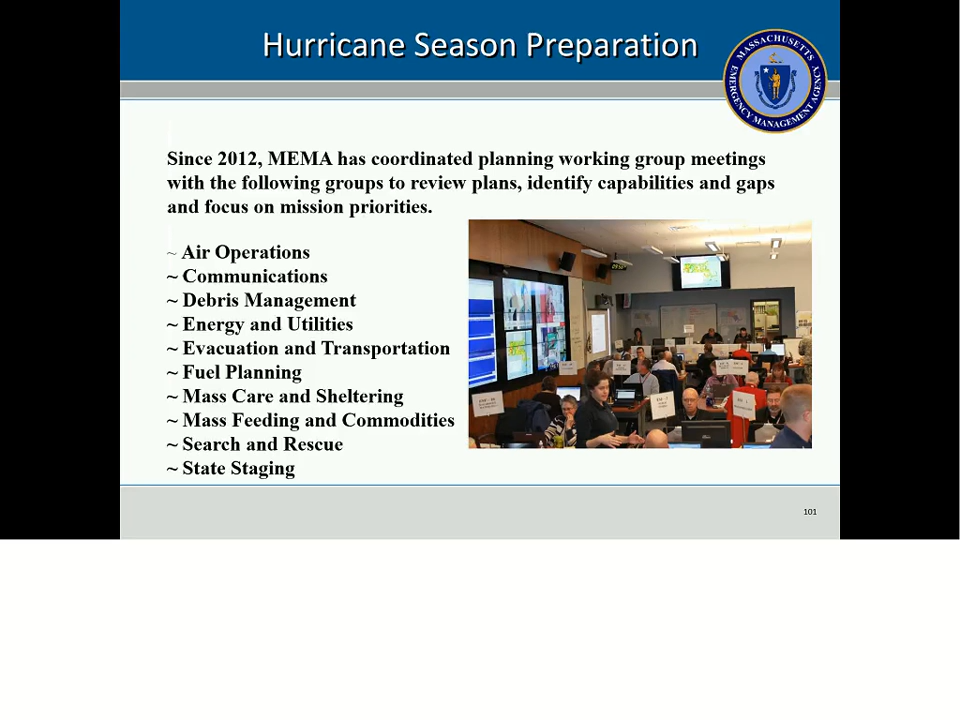 Hurricane Season Preparation
MASSACHUSETTS
EMERGENCY MANAGEMENT AGENCY
Since 2012, MEMA has coordinated planning working group meetings
with the following groups to review plans, identify capabilities and gaps
and focus on mission priorities.
~ Air Operations
~ Communications
~ Debris Management
~ Energy and Utilities
~ Evacuation and Transportation
~ Fuel Planning
~ Mass Care and Sheltering
~ Mass Feeding and Commodities
~ Search and Rescue
~ State Staging
101